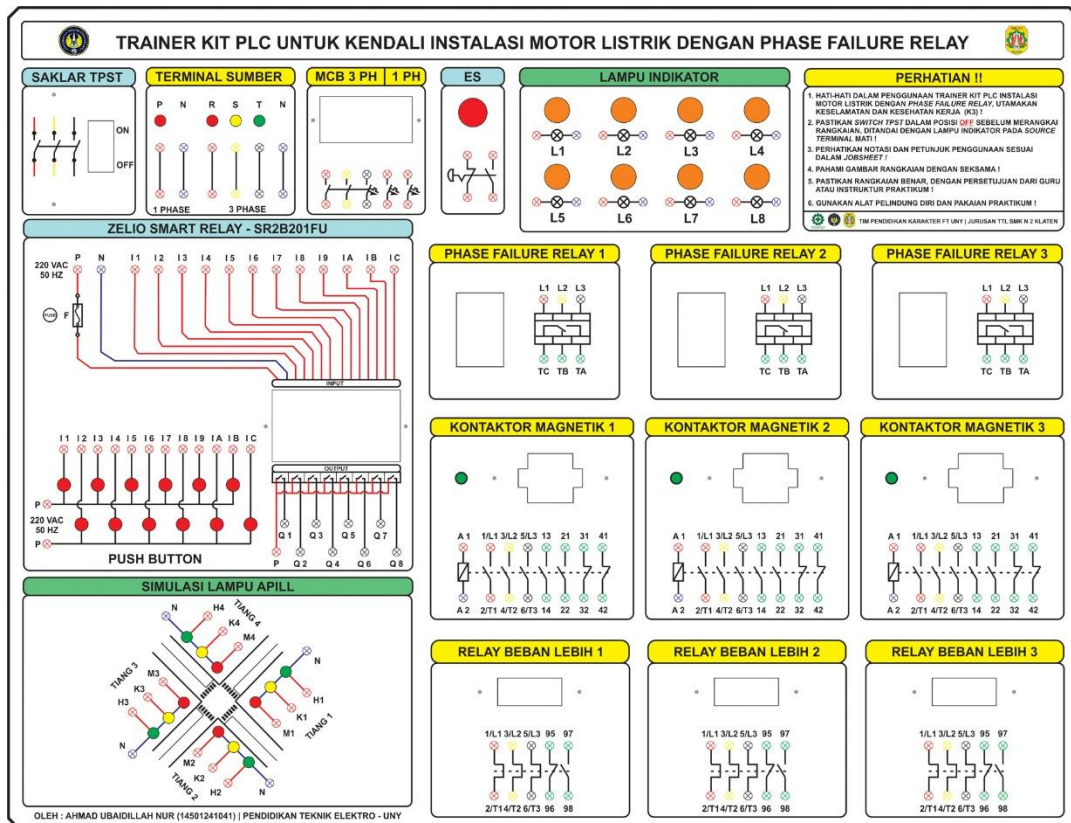 TRAINER KIT PLC UNTUK KENDALI INSTALASI MOTOR LISTRIK DENGAN PHASE FAILURE RELAY
SAKLAR TPST
ON
OFF
TERMINAL SUMBER
P N R S T N
1 PHASE 3 PHASE
MCB 3 PH 1 PH
ES
LAMPU INDIKATOR
L1 L2 L3 L4
L5 L6 L7 L8
PERHATIAN !!
1. HATI-HATI DALAM PENGGUNAAN TRAINER KIT PLC INSTALASI
MOTOR LISTRIK DENGAN PHASE FAILURE RELAY, UTAMAKAN
KESELAMATAN DAN KESEHATAN KERJA (K3) !
2. PASTIKAN SWITCH TPST DALAM POSISI OFF SEBELUM MERANGKAI
RANGKAIAN, DITANDAI DENGAN LAMPU INDIKATOR PADA SOURCE
TERMINAL MATI !
3. PERHATIKAN NOTASI DAN PETUNJUK PENGGUNAAN SESUAI
DALAM JOBSHEET !
4. PAHAMI GAMBAR RANGKAIAN DENGAN SEKSAMA !
5. PASTIKAN RANGKAIAN BENAR, DENGAN PERSETUJUAN DARI GURU
ATAU INSTRUKTUR PRAKTIKUM !
6. GUNAKAN ALAT PELINDUNG DIRI DAN PAKAIAN PRAKTIKUM !
TIM PENDIDIKAN KARAKTER FT UNY | JURUSAN TTL SMK N 2 KLATEN
ZELIO SMART RELAY - SR2B201FU
P N I1 I2 I3 I4 I5 I6 I7 I8 I9 IA IB IC
220 VAC
50 HZ
FUSE F
INPUT
I1 I2 I3 I4 I5 I6 I7 I8 I9 IA IB IC
OUTPUT
P
220 VAC
50 HZ
P
PUSH BUTTON
Q1 Q3 Q5 Q7
P Q2 Q4 Q6 Q8
PHASE FAILURE RELAY 1
L1 L2 L3
TC TB TA
PHASE FAILURE RELAY 2
L1 L2 L3
TC TB TA
PHASE FAILURE RELAY 3
L1 L2 L3
TC TB TA
KONTAKTOR MAGNETIK 1
A1 1/L1 3/L2 5/L3 13 21 31 41
A2 2/T1 4/T2 6/T3 14 22 32 42
KONTAKTOR MAGNETIK 2
A1 1/L1 3/L2 5/L3 13 21 31 41
A2 2/T1 4/T2 6/T3 14 22 32 42
KONTAKTOR MAGNETIK 3
A1 1/L1 3/L2 5/L3 13 21 31 41
A2 2/T1 4/T2 6/T3 14 22 32 42
SIMULASI LAMPU APILL
N H4 K4 M4 TIANG 4
TIANG 3 M3 K3 H3 N
N H1 K1 M1 TIANG 1
TIANG 2 M2 K2 H2 N
RELAY BEBAN LEBIH 1
1/L1 3/L2 5/L3 95 97
2/T1 4/T2 6/T3 96 98
RELAY BEBAN LEBIH 2
1/L1 3/L2 5/L3 95 97
2/T1 4/T2 6/T3 96 98
RELAY BEBAN LEBIH 3
1/L1 3/L2 5/L3 95 97
2/T1 4/T2 6/T3 96 98
OLEH : AHMAD UBAIDILLAH NUR (14501241041) | PENDIDIKAN TEKNIK ELEKTRO - UNY